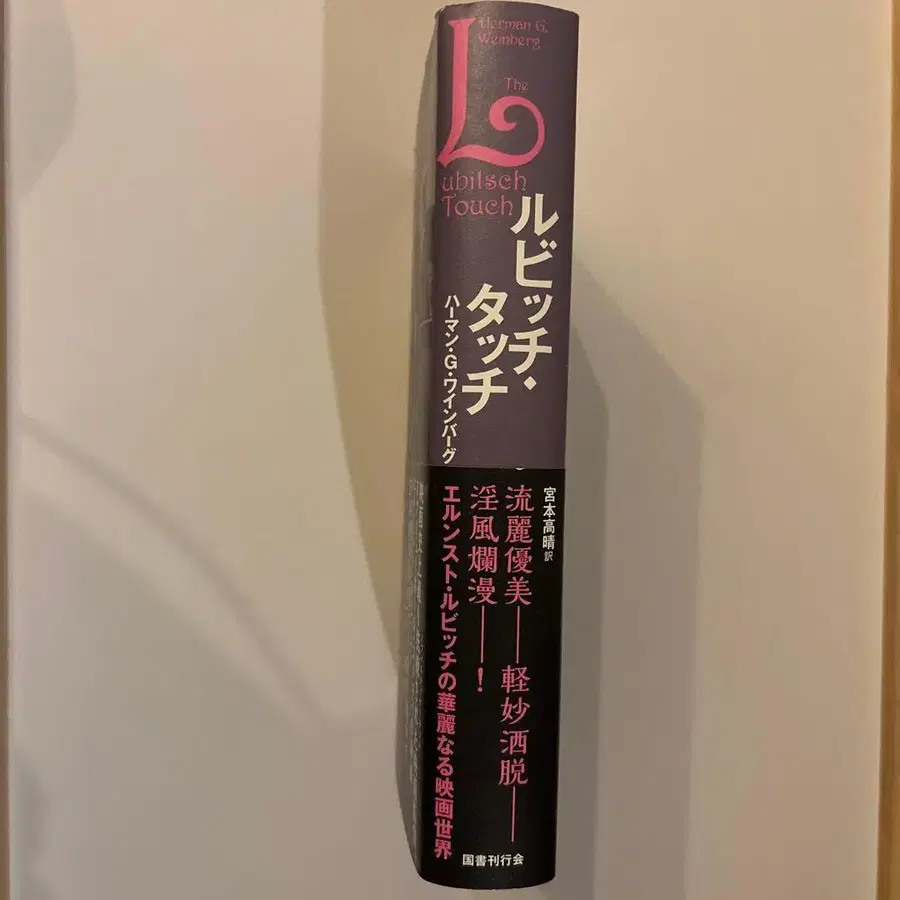 Herman G.
Weinberg
The
Lubitsch
Touch
ルビッチ・
タッチ
ハーマン・G・ワインバーグ
宮本高晴 訳
流麗優美――軽妙洒脱――
淫風爛漫――!
エルンスト・ルビッチの華麗なる映画世界
国書刊行会